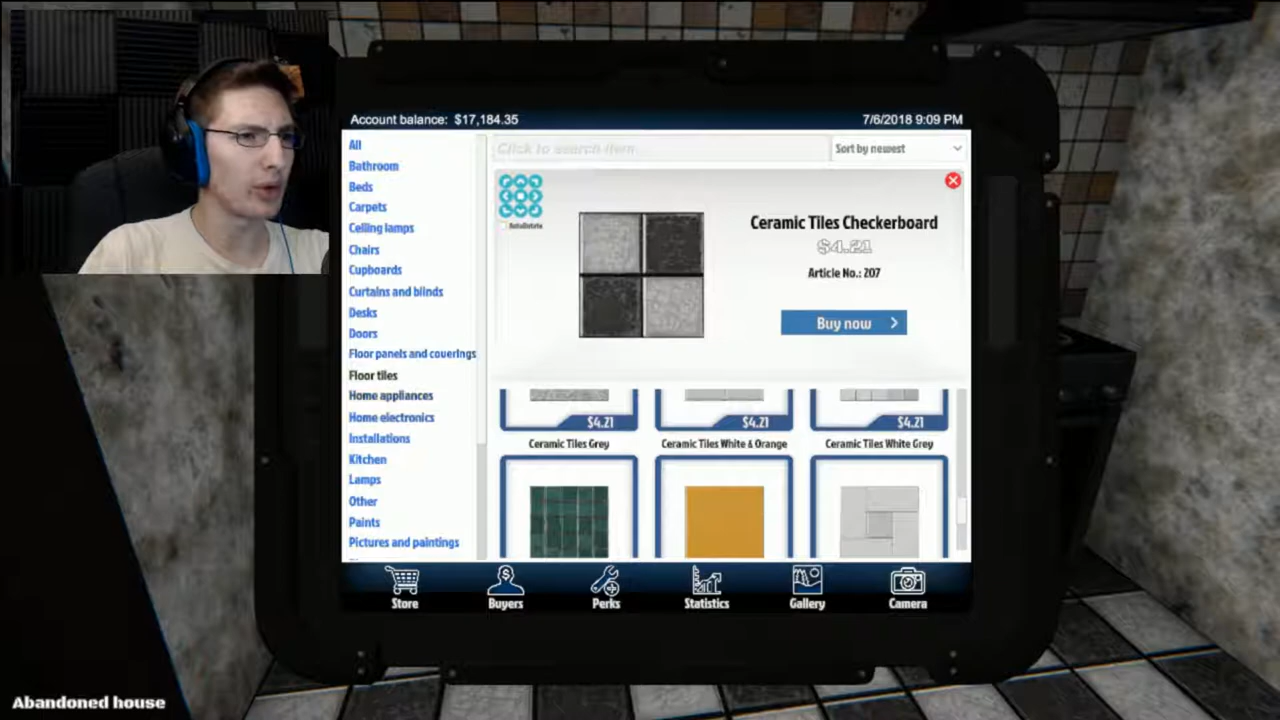 Account balance: $17,184.35
7/6/2018 9:09 PM
All
Bathroom
Beds
Carpets
Ceiling lamps
Chairs
Cupboards
Curtains and blinds
Desks
Doors
Floor panels and coverings
Floor tiles
Home appliances
Home electronics
Installations
Kitchen
Lamps
Other
Paints
Pictures and paintings
Click to search item...
Sort by newest
AutoRotate
Ceramic Tiles Checkerboard
$4.21
Article No.: 207
Buy now
$4.21
$4.21
$4.21
Ceramic Tiles Grey
Ceramic Tiles White & Orange
Ceramic Tiles White Grey
Store
Buyers
Perks
Statistics
Gallery
Camera
Abandoned house